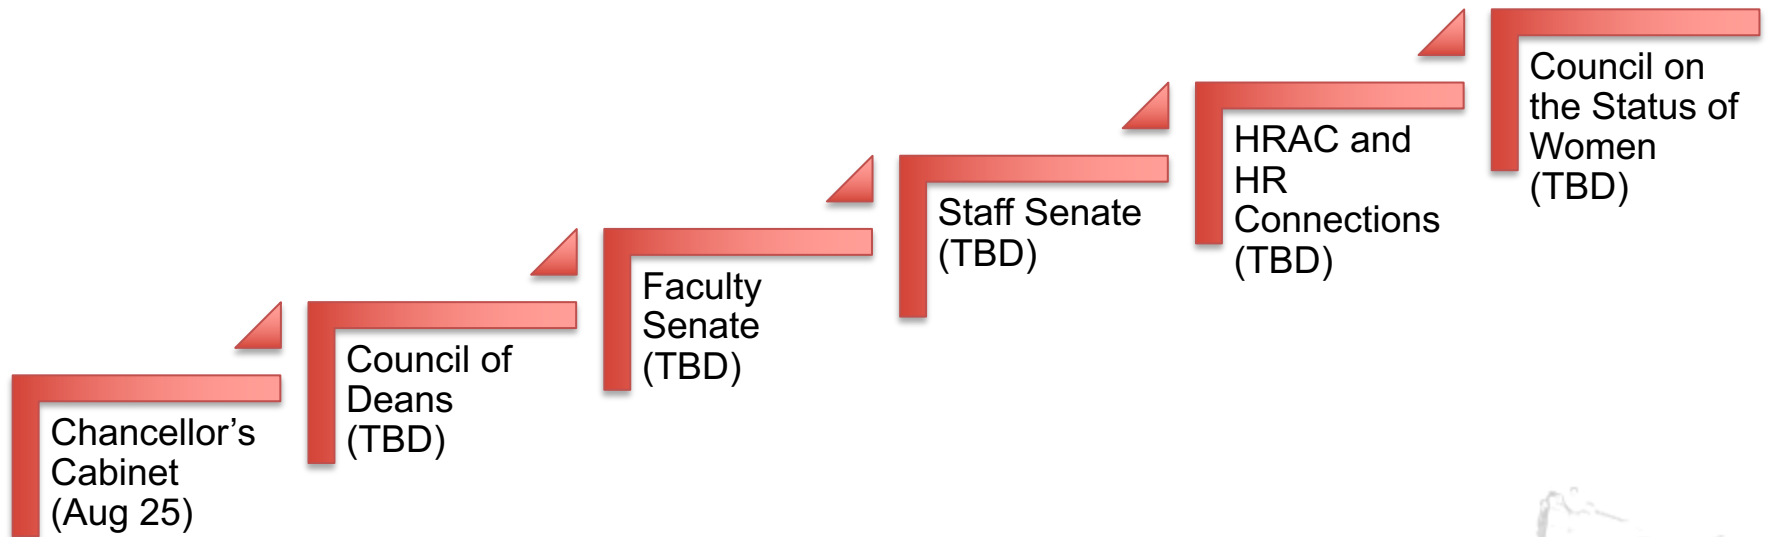 Chancellor’s
Cabinet
(Aug 25)
Council of
Deans
(TBD)
Faculty
Senate
(TBD)
Staff Senate
(TBD)
HRAC and
HR
Connections
(TBD)
Council on
the Status of
Women
(TBD)